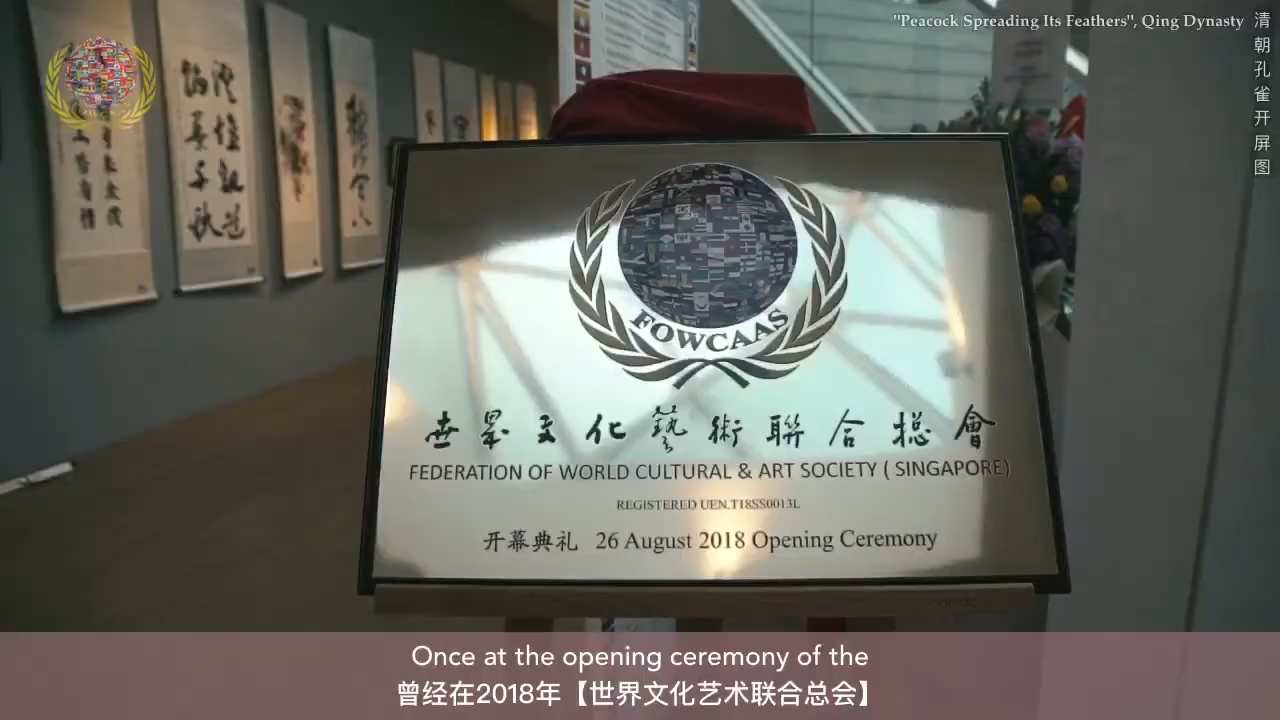 "Peacock Spreading Its Feathers", Qing Dynasty
清朝孔雀开屏图
FOWCAAS
世界文化藝術聯合總會
FEDERATION OF WORLD CULTURAL & ART SOCIETY ( SINGAPORE)
REGISTERED UEN.T18SS0013L
开幕典礼 26 August 2018 Opening Ceremony
Once at the opening ceremony of the
曾经在2018年【世界文化艺术联合总会】